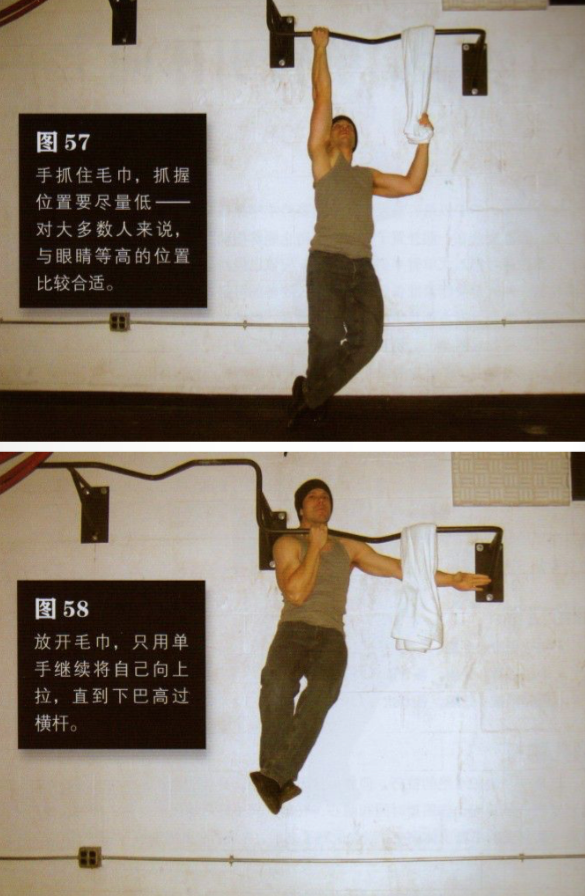 图 57
手抓住毛巾，抓握
位置要尽量低——
对大多数人来说，
与眼睛等高的位置
比较合适。
图 58
放开毛巾，只用单
手继续将自己向上
拉，直到下巴高过
横杆。